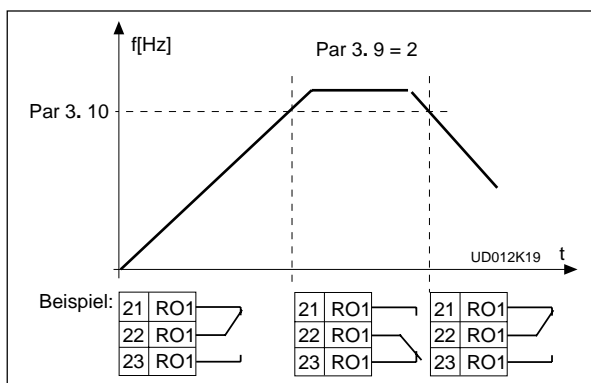 f[Hz]
Par 3. 9 = 2
Par 3. 10
UD012K19
t
Beispiel:
21 RO1
22 RO1
23 RO1
21 RO1
22 RO1
23 RO1
21 RO1
22 RO1
23 RO1